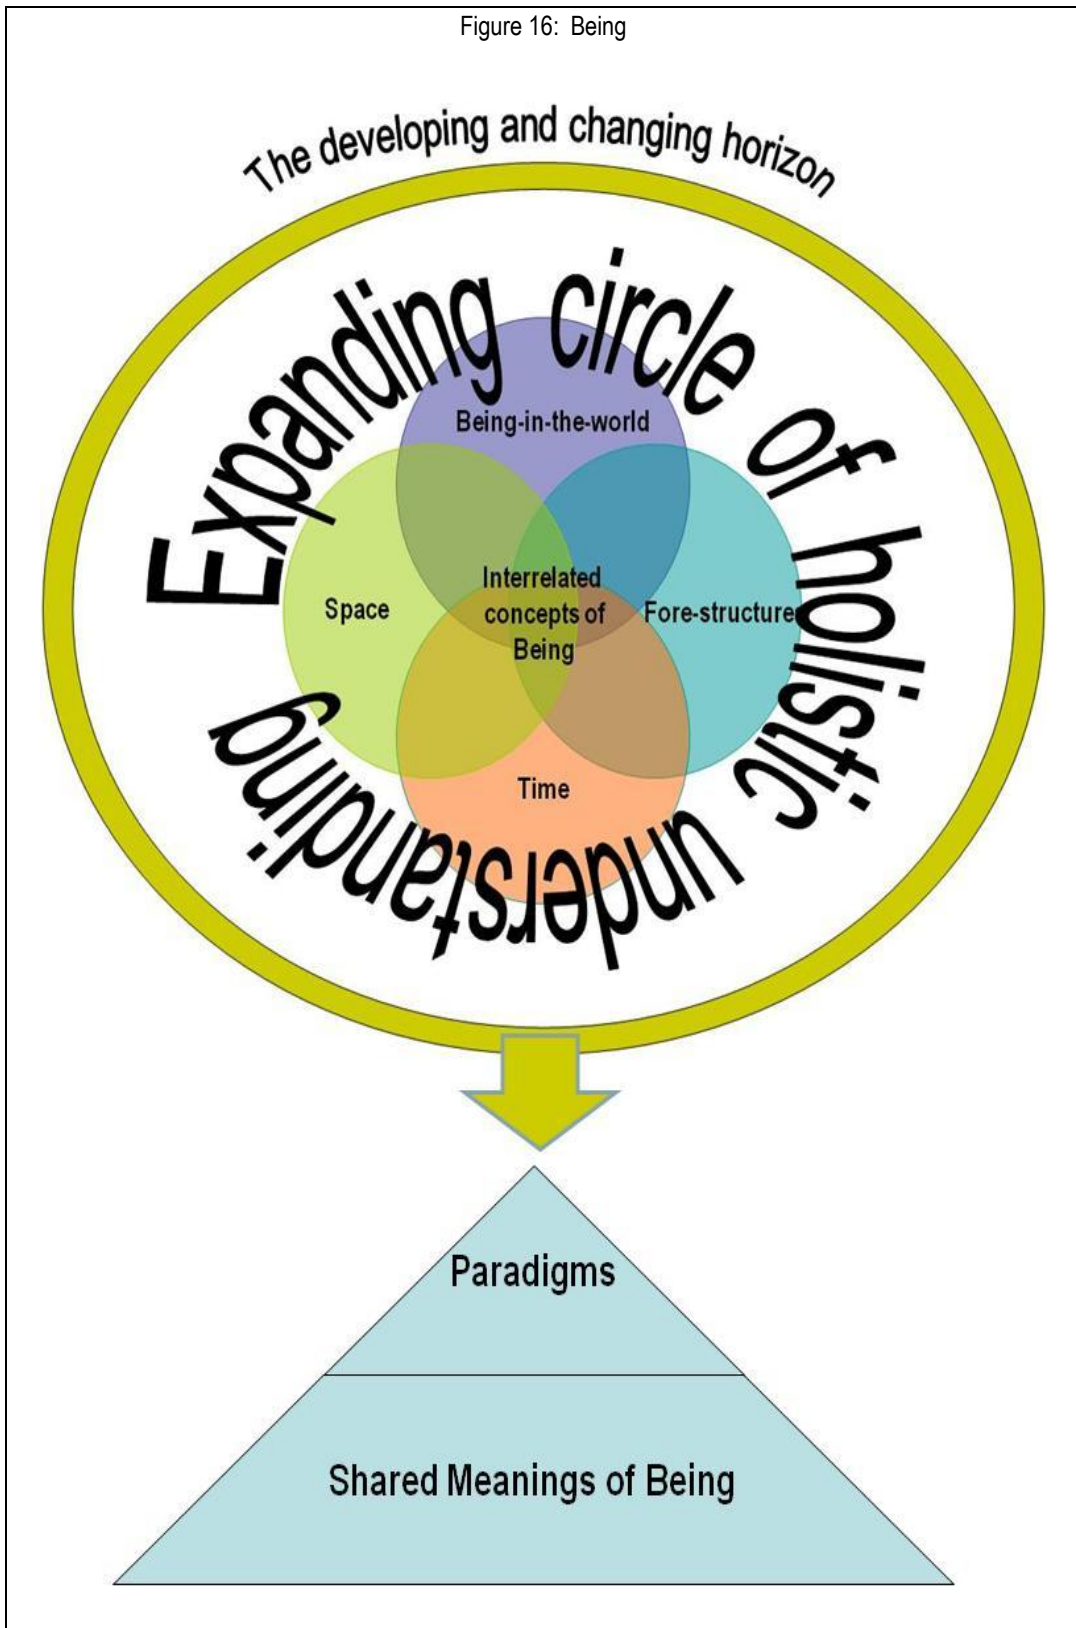 Figure 16: Being
The developing and changing horizon
Expanding circle of holistic understanding
Being-in-the-world
Space
Interrelated
concepts of
Being
Fore-structure
Time
Paradigms
Shared Meanings of Being